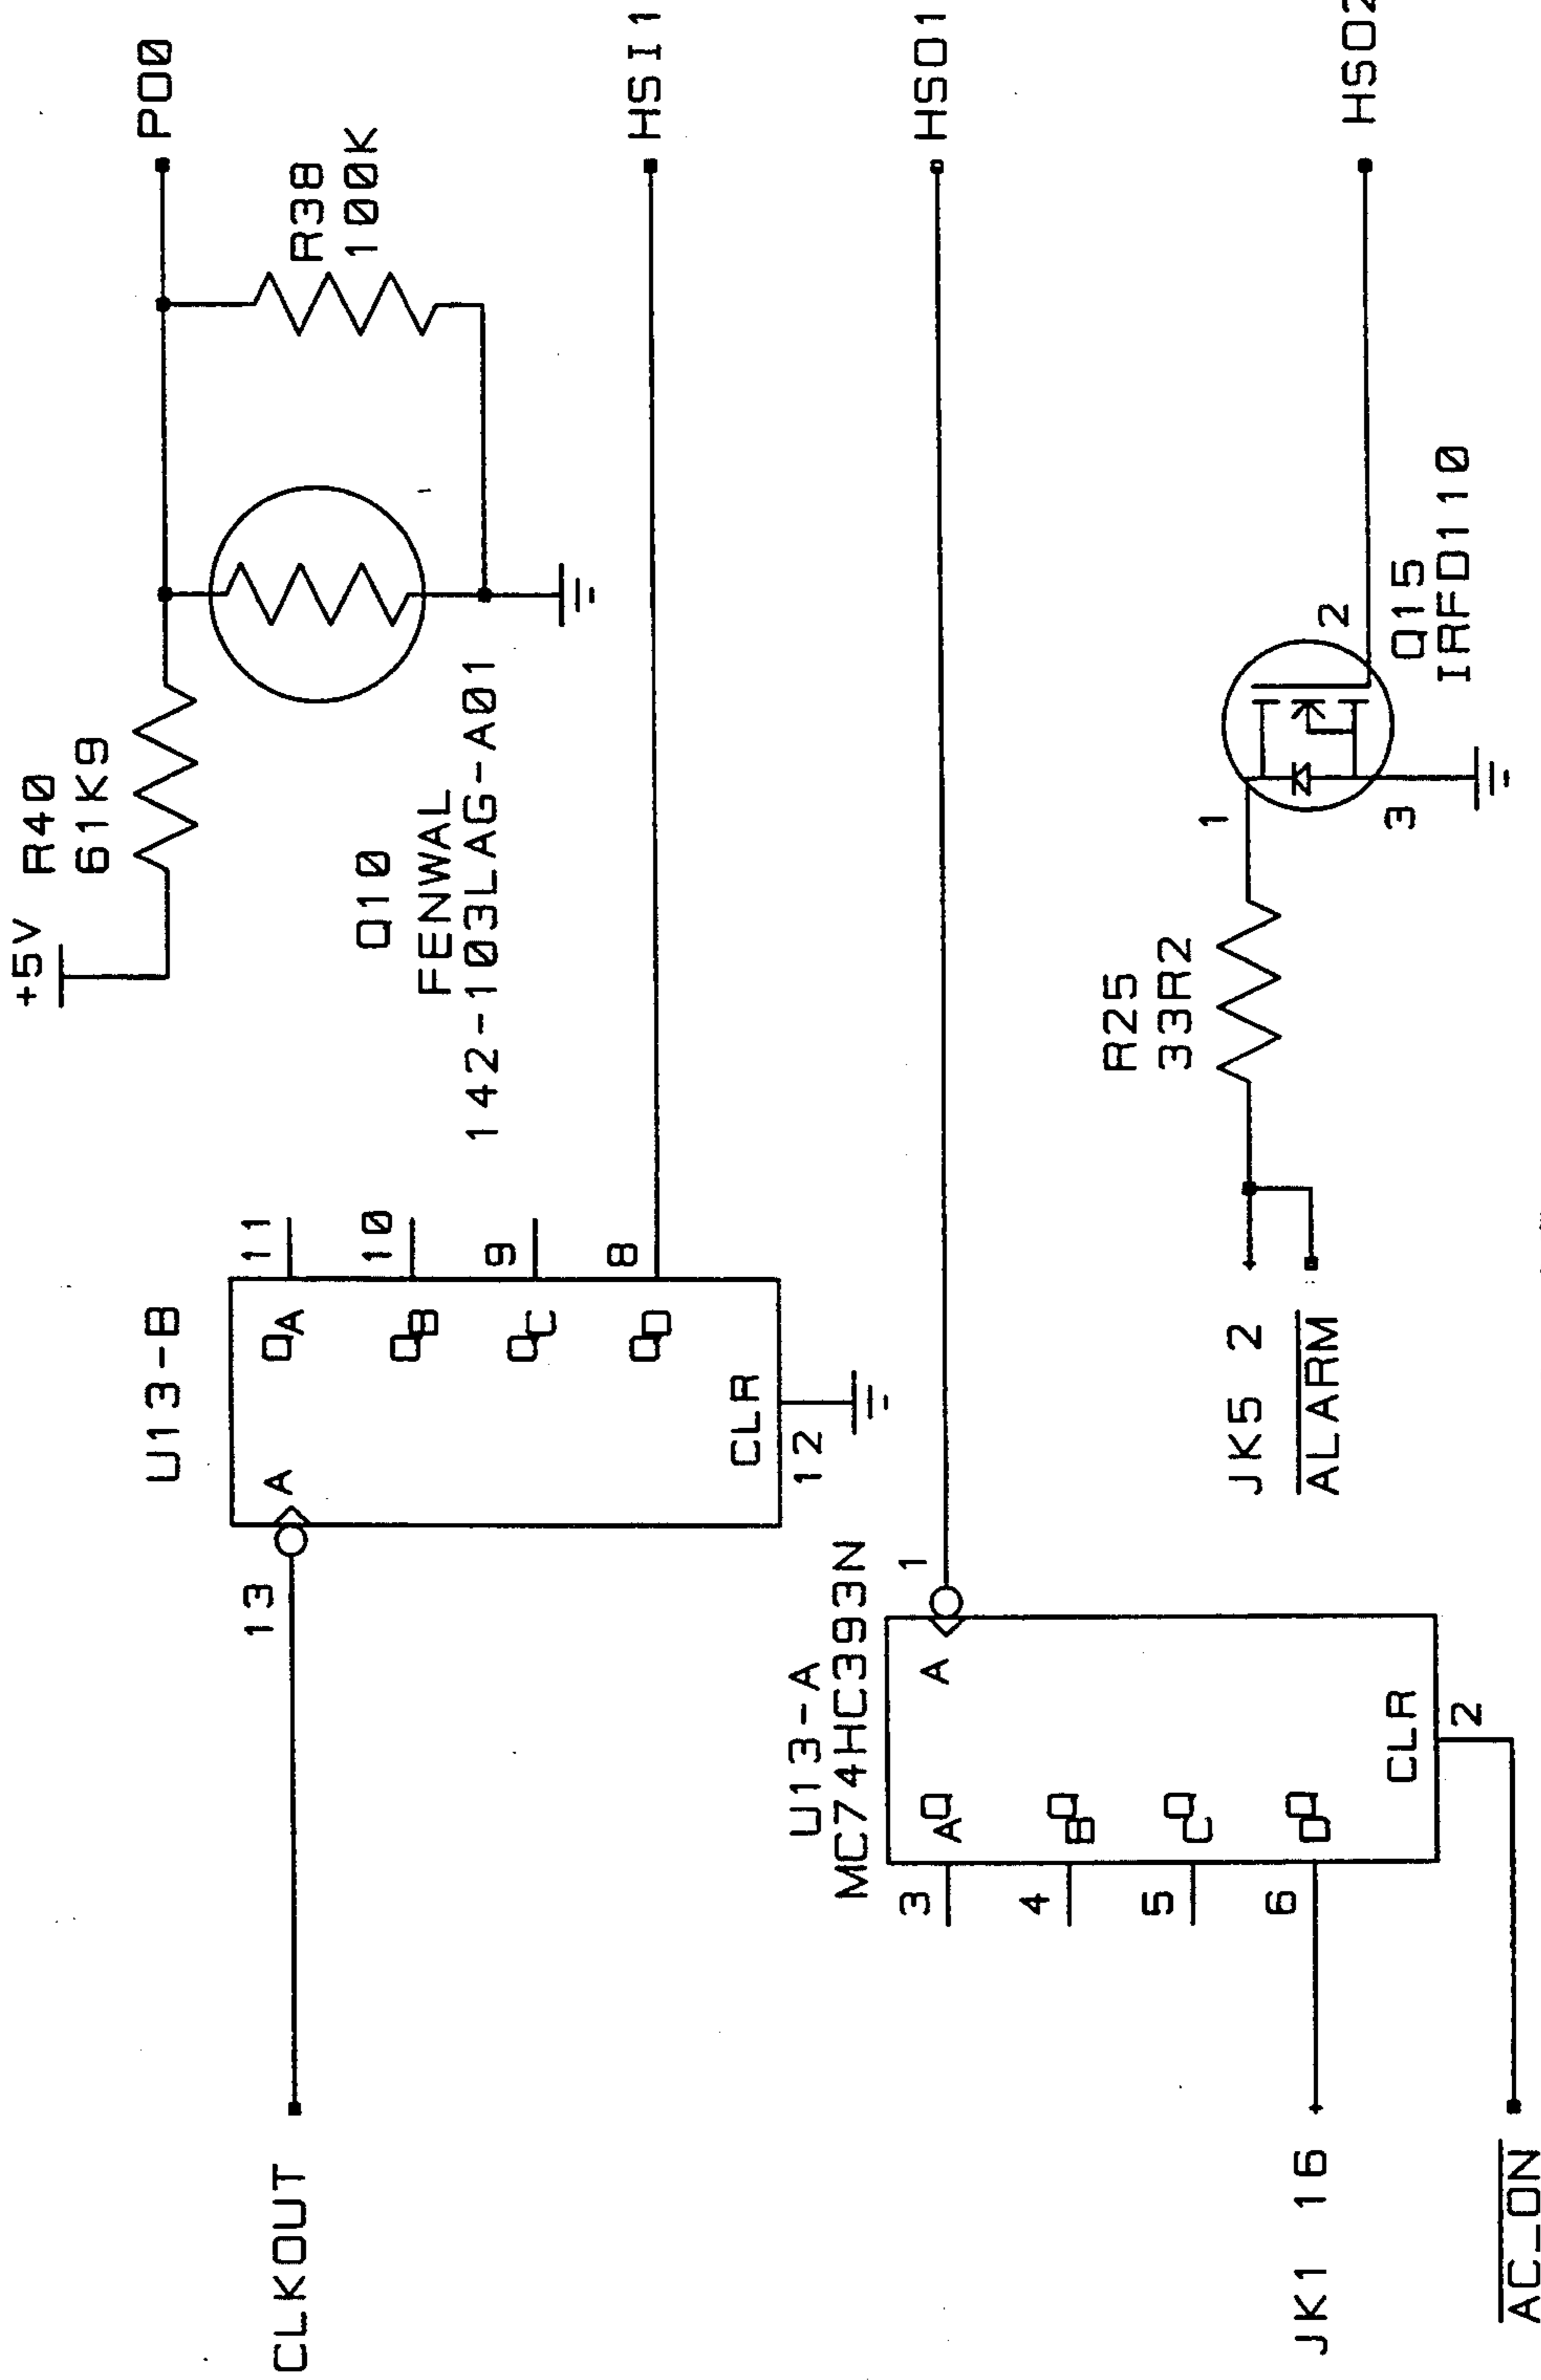 +5V
R40
61K9
P00
R38
100K
Q10
FENWAL
142-103LAG-A01
HSI1
U13-B
CLKOUT
13
A
QA
11
QB
10
QC
9
QD
8
CLR
12
U13-A
MC74HC393N
HSO1
1
A
QA
3
QB
4
QC
5
QD
6
CLR
2
JK1 16
AC_ON
JK5 2
ALARM
R25
33R2
1
2
3
Q15
IRFD110
HSO2